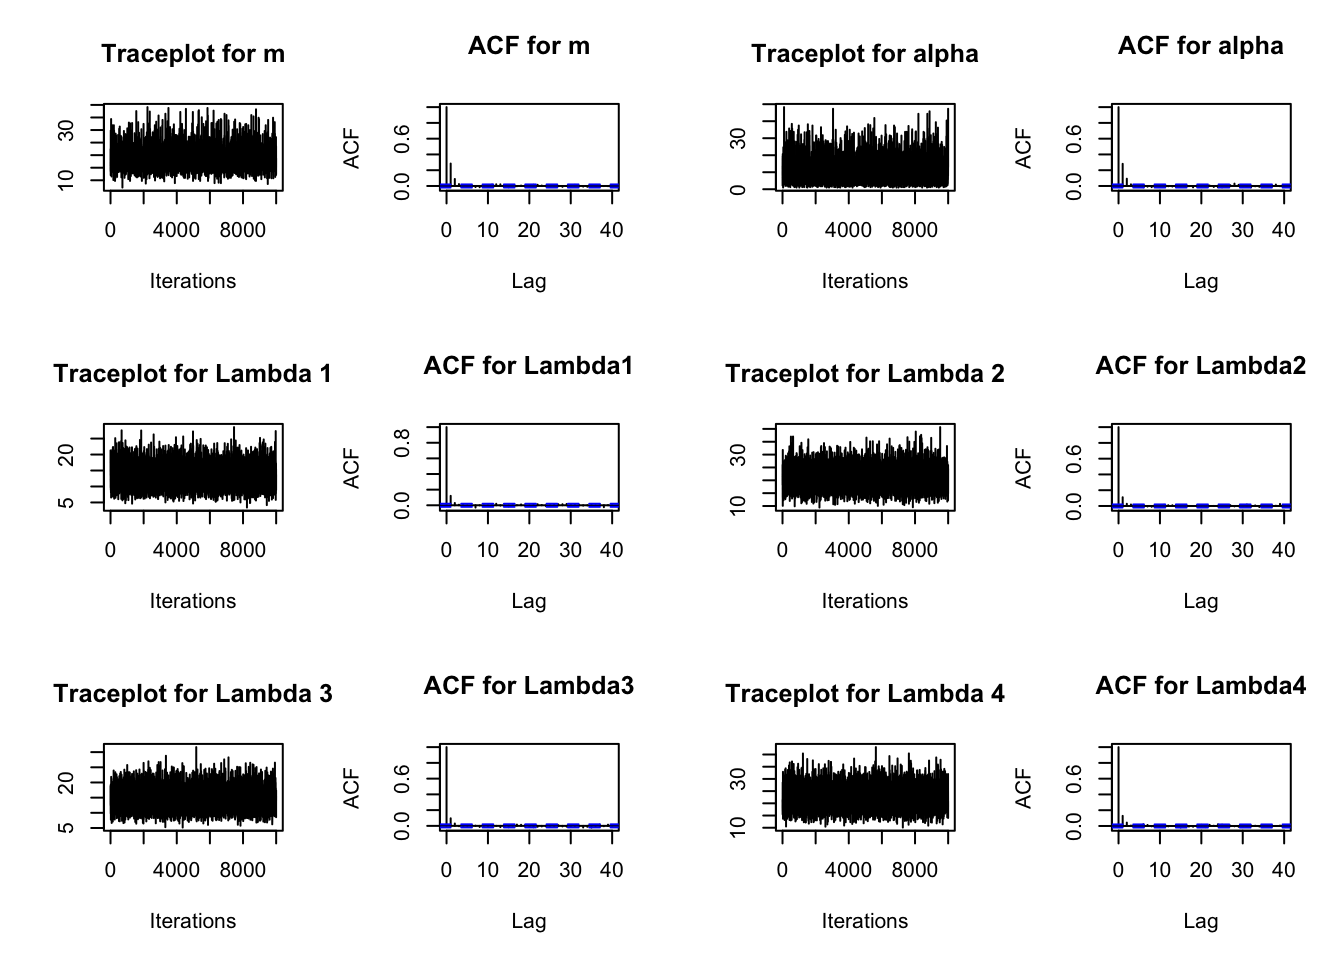 Traceplot for m
30
10
0 4000 8000
Iterations
ACF for m
ACF
0.6
0.0
0 10 20 30 40
Lag
Traceplot for alpha
30
0
0 4000 8000
Iterations
ACF for alpha
ACF
0.6
0.0
0 10 20 30 40
Lag
Traceplot for Lambda 1
20
5
0 4000 8000
Iterations
ACF for Lambda1
ACF
0.8
0.0
0 10 20 30 40
Lag
Traceplot for Lambda 2
30
10
0 4000 8000
Iterations
ACF for Lambda2
ACF
0.6
0.0
0 10 20 30 40
Lag
Traceplot for Lambda 3
20
5
0 4000 8000
Iterations
ACF for Lambda3
ACF
0.6
0.0
0 10 20 30 40
Lag
Traceplot for Lambda 4
30
10
0 4000 8000
Iterations
ACF for Lambda4
ACF
0.6
0.0
0 10 20 30 40
Lag